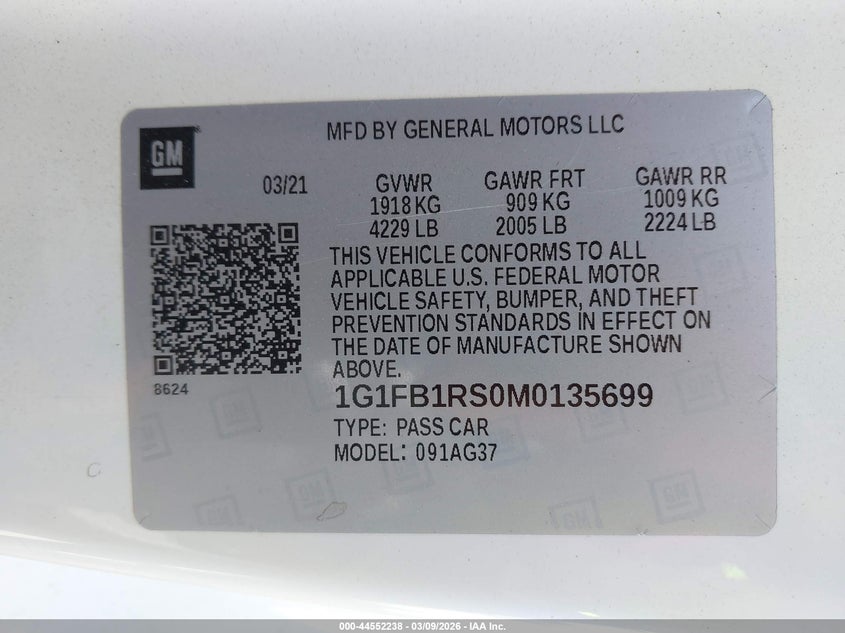 MFD BY GENERAL MOTORS LLC
GM
03/21
GVWR GAWR FRT GAWR RR
1918 KG 909 KG 1009 KG
4229 LB 2005 LB 2224 LB
THIS VEHICLE CONFORMS TO ALL
APPLICABLE U.S. FEDERAL MOTOR
VEHICLE SAFETY, BUMPER, AND THEFT
PREVENTION STANDARDS IN EFFECT ON
THE DATE OF MANUFACTURE SHOWN
ABOVE.
8624
1G1FB1RS0M0135699
TYPE: PASS CAR
MODEL: 091AG37
000-44552238 - 03/09/2026 - IAA Inc.